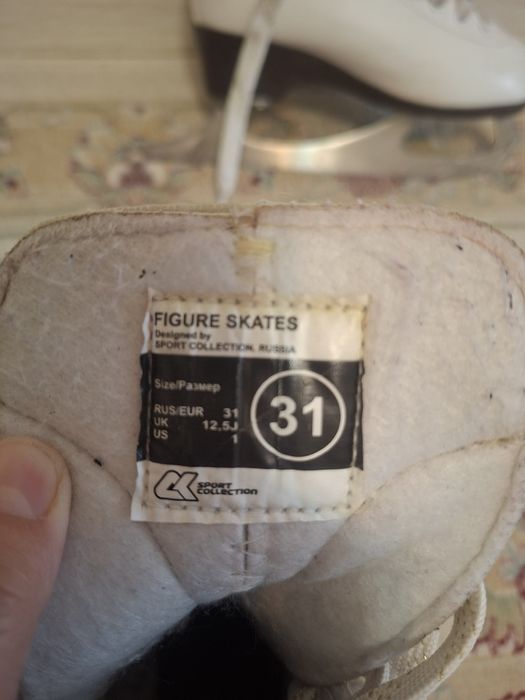 FIGURE SKATES
Designed by
SPORT COLLECTION, RUSSIA
Size/Размер
RUS/EUR 31
UK 12,5J
US 1
31
SPORT
COLLECTION